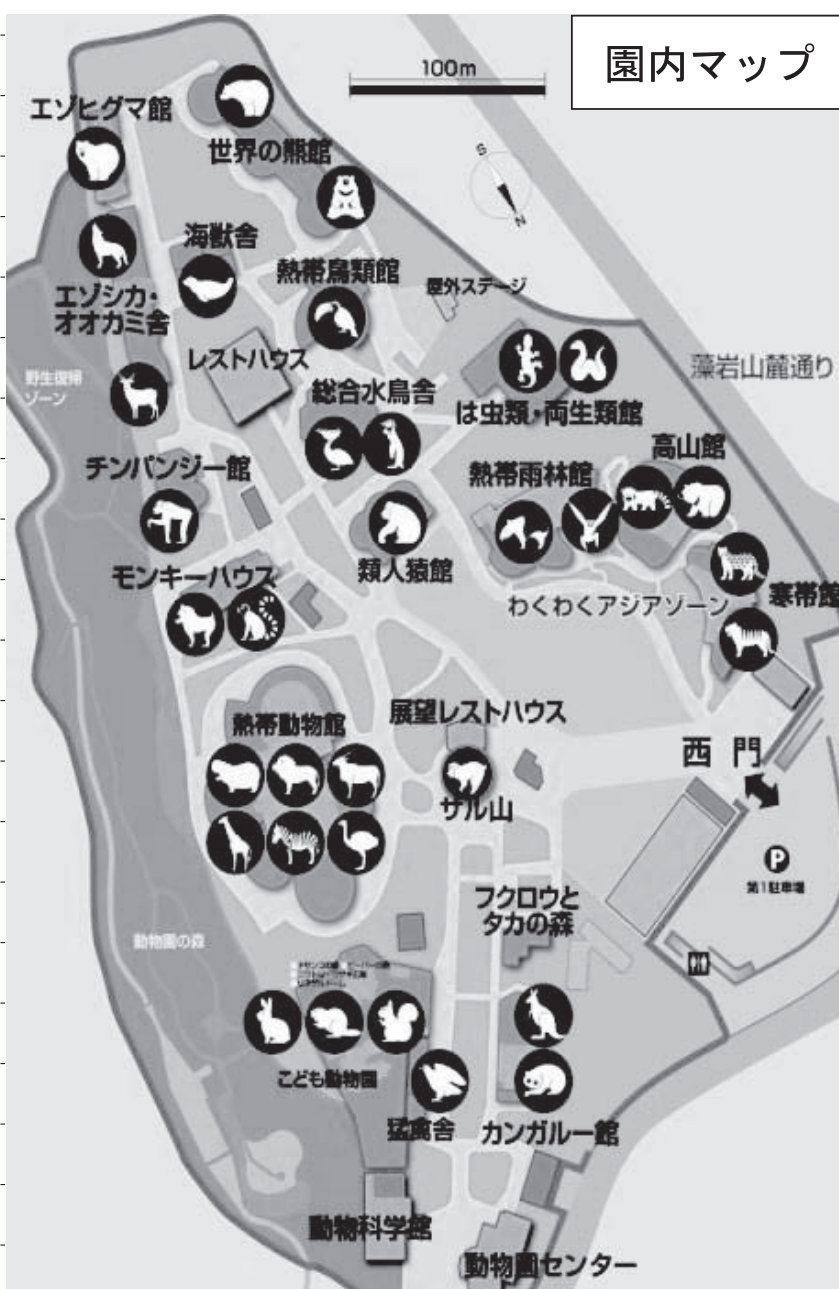 園内マップ
100m
S
N
エゾヒグマ館
世界の熊館
海獣舎
熱帯鳥類館
屋外ステージ
エゾシカ・
オオカミ舎
レストハウス
野生復帰
ゾーン
総合水鳥舎
は虫類・両生類館
藻岩山麓通り
チンパンジー館
熱帯雨林館
高山館
類人猿館
モンキーハウス
わくわくアジアゾーン
寒帯館
熱帯動物館
展望レストハウス
西門
サル山
P
第1駐車場
フクロウと
タカの森
動物園の森
こども動物園
猛禽舎
カンガルー館
動物科学館
動物園センター